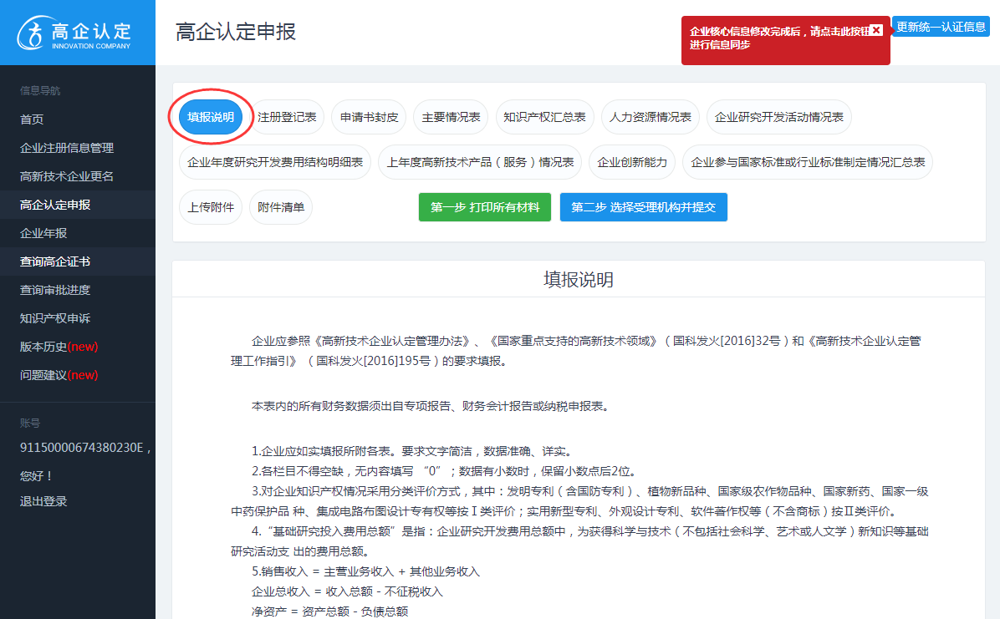 高企认定
INNOVATION COMPANY
高企认定申报
企业核心信息修改完成后，请点击此按钮
进行信息同步
更新统一认证信息
信息导航
首页
企业注册信息管理
高新技术企业更名
高企认定申报
企业年报
查询高企证书
查询审批进度
知识产权申诉
版本历史(new)
问题建议(new)
账号
91150000674380230E，
您好！
退出登录
填报说明 注册登记表 申请书封皮 主要情况表 知识产权汇总表 人力资源情况表 企业研究开发活动情况表
企业年度研究开发费用结构明细表 上年度高新技术产品（服务）情况表 企业创新能力 企业参与国家标准或行业标准制定情况汇总表
上传附件 附件清单 第一步 打印所有材料 第二步 选择受理机构并提交
填报说明
企业应参照《高新技术企业认定管理办法》、《国家重点支持的高新技术领域》（国科发火[2016]32号）和《高新技术企业认定管
理工作指引》 （国科发火[2016]195号）的要求填报。
本表内的所有财务数据须出自专项报告、财务会计报告或纳税申报表。
1.企业应如实填报所附各表。要求文字简洁，数据准确、详实。
2.各栏目不得空缺，无内容填写 “0” ；数据有小数时，保留小数点后2位。
3.对企业知识产权情况采用分类评价方式，其中：发明专利（含国防专利）、植物新品种、国家级农作物品种、国家新药、国家一级
中药保护品 种、集成电路布图设计专有权等按Ⅰ类评价；实用新型专利、外观设计专利、软件著作权等（不含商标）按Ⅱ类评价。
4.“基础研究投入费用总额”是指：企业研究开发费用总额中，为获得科学与技术（不包括社会科学、艺术或人文学）新知识等基础
研究活动支 出的费用总额。
5.销售收入 = 主营业务收入 + 其他业务收入
企业总收入 = 收入总额 - 不征税收入
净资产 = 资产总额 - 负债总额